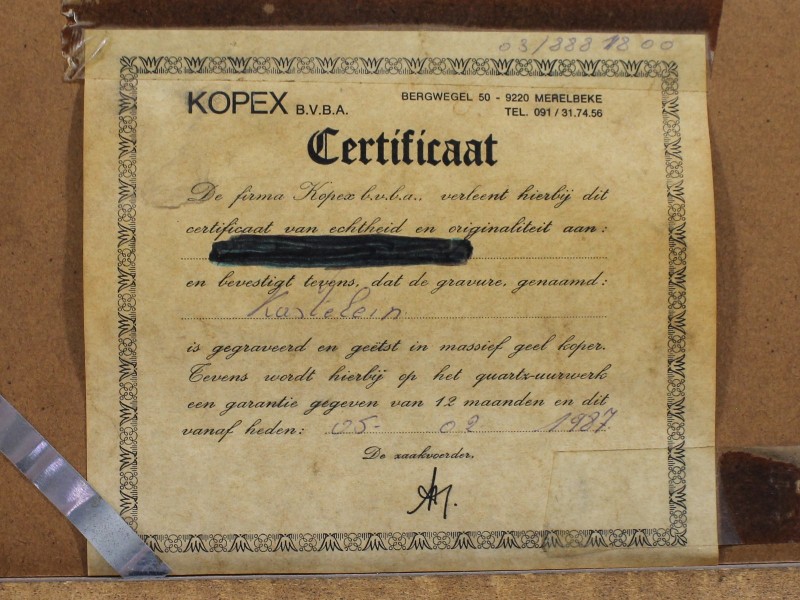 03/888 18 00
KOPEX B.V.B.A.
BERGWEGEL 50 - 9220 MERELBEKE
TEL. 091 / 31.74.56
Certificaat
De firma Kopex b.v.b.a., verleent hierbij dit
certificaat van echtheid en originaliteit aan:
en bevestigt tevens, dat de gravure, genaamd:
Kastelein
is gegraveerd en geëtst in massief geel koper.
Tevens wordt hierbij op het quartz-uurwerk
een garantie gegeven van 12 maanden en dit
vanaf heden: 05- 02 1987
De zaakvoerder,